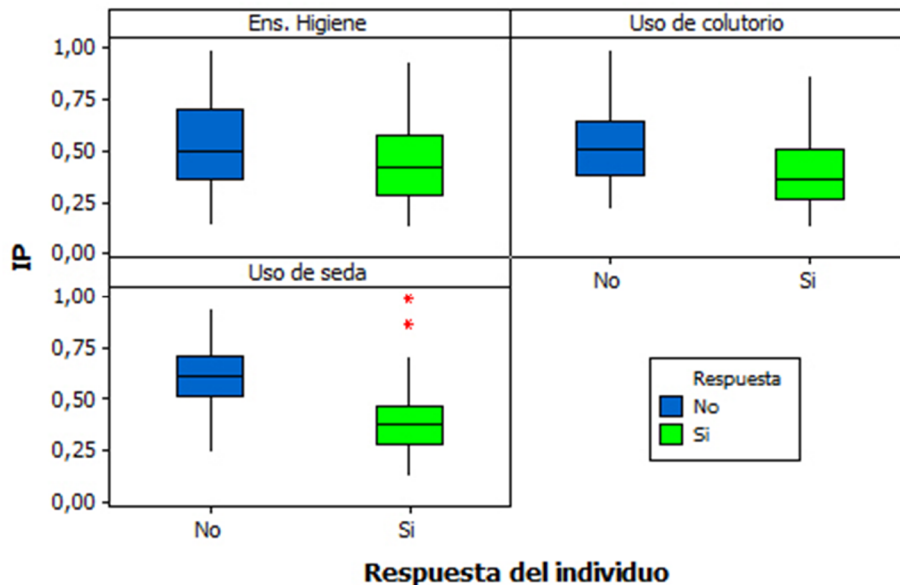 Ens. Higiene
Uso de colutorio
1,00
0,75
0,50
0,25
0,00
IP
No
Si
Uso de seda
1,00
0,75
0,50
0,25
0,00
No
Si
Respuesta
No
Si
Respuesta del individuo